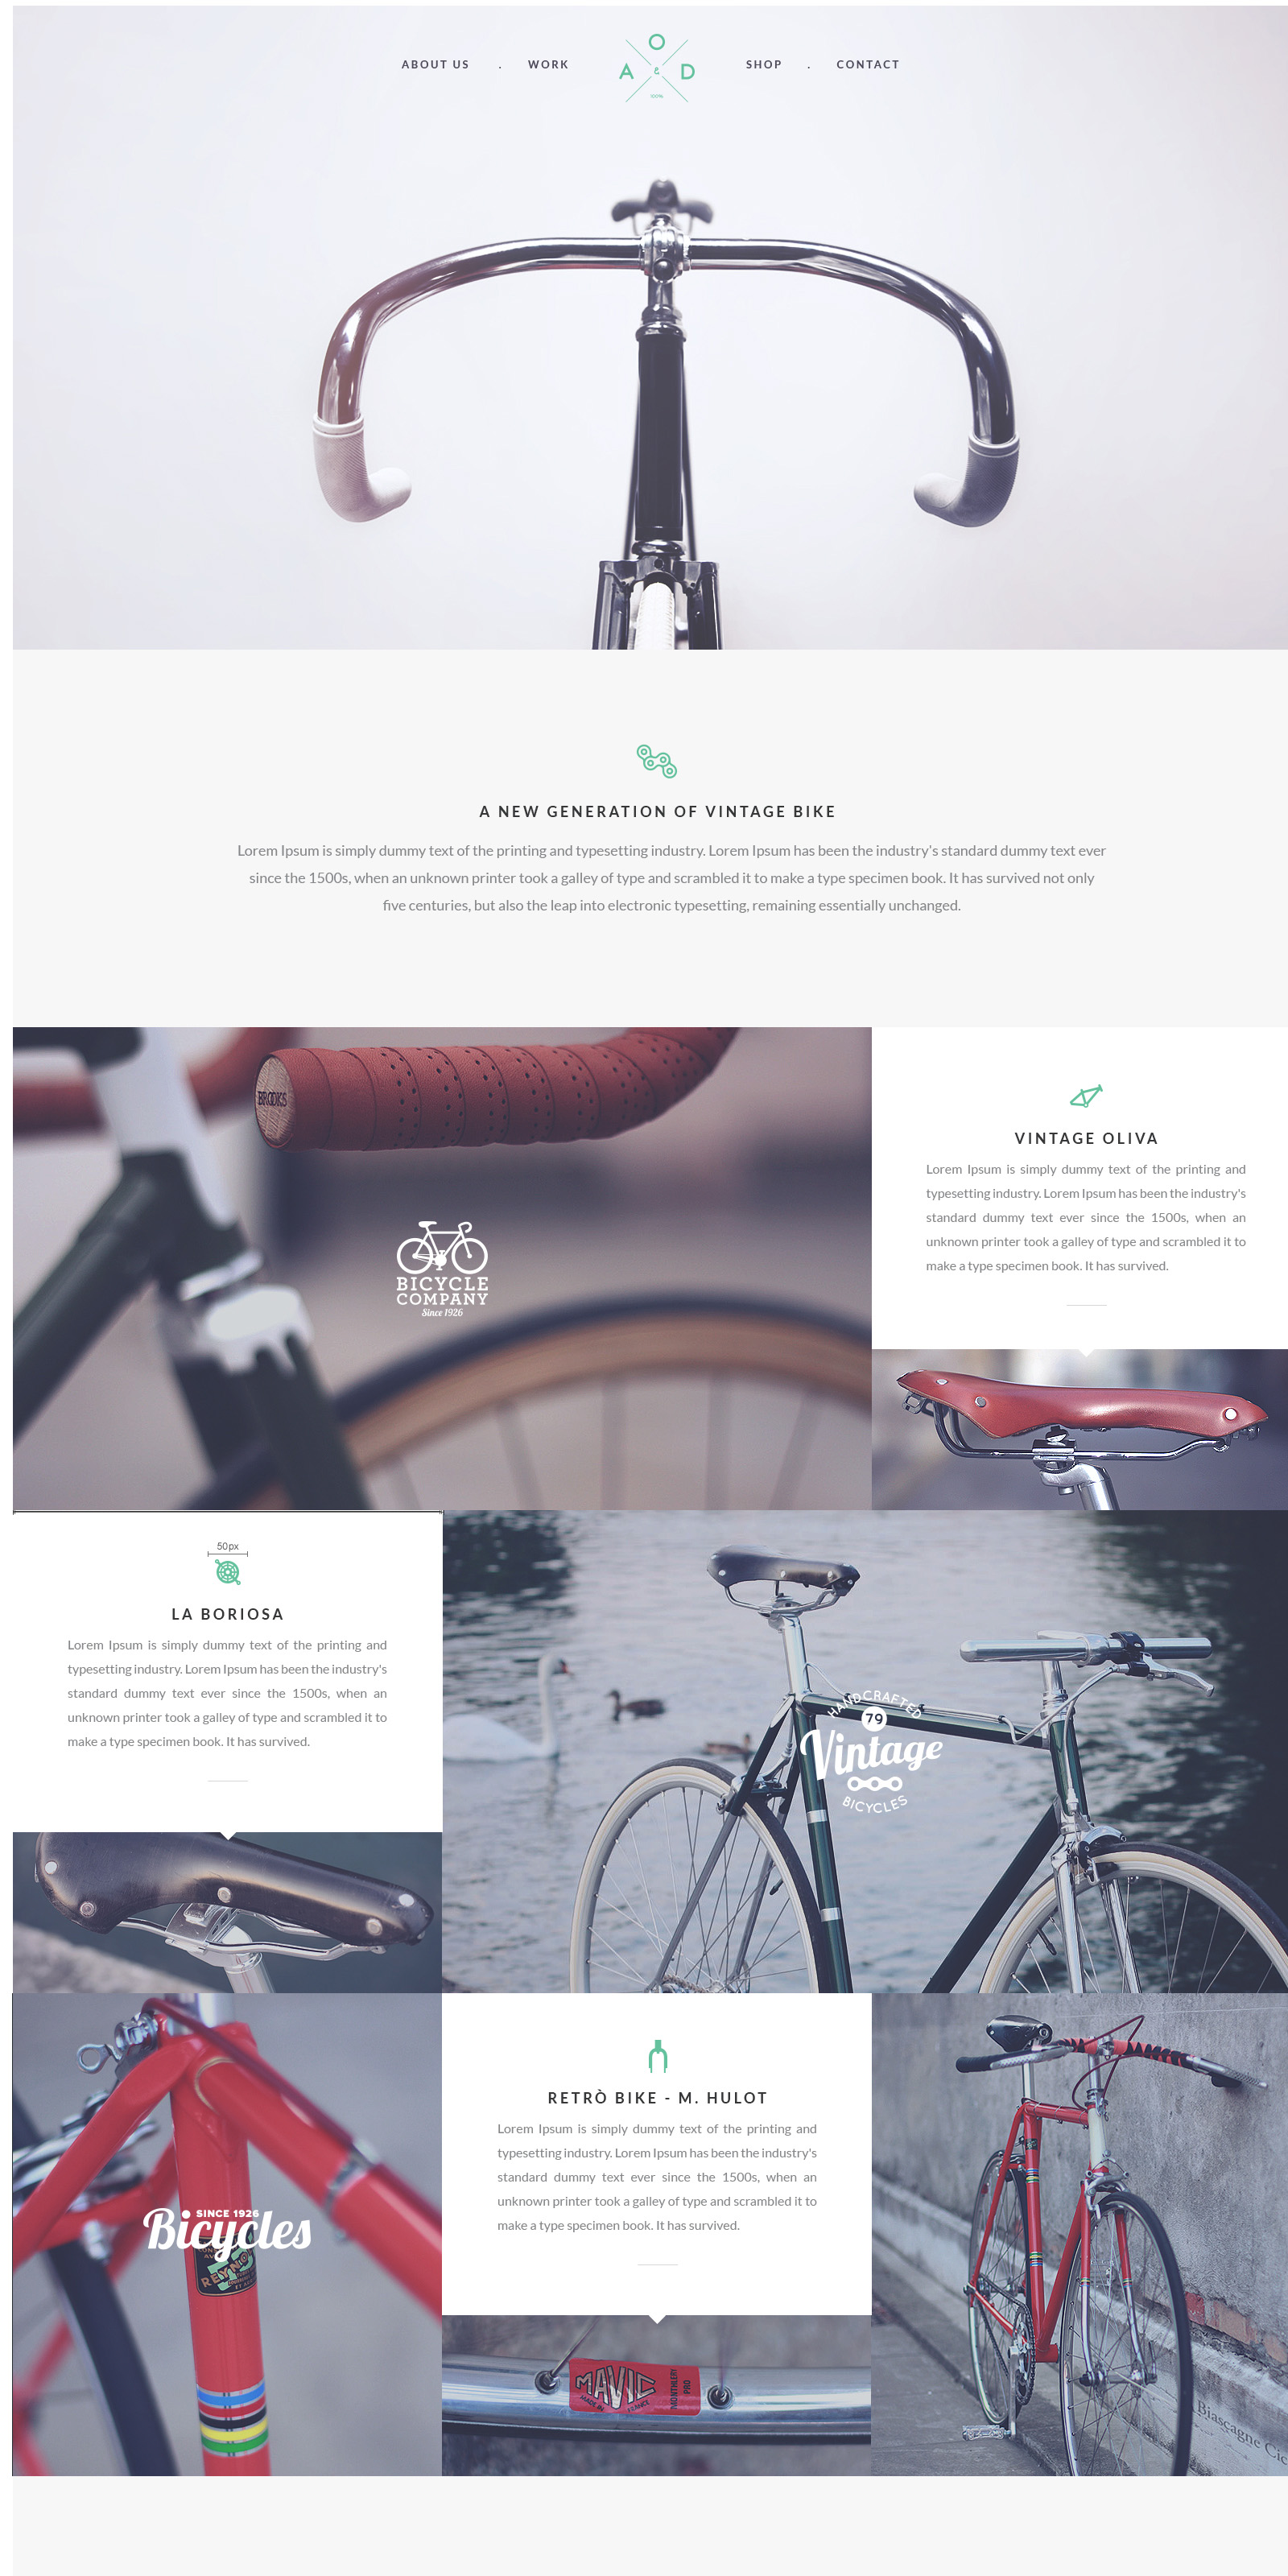 ABOUT US . WORK
O
A & D
SHOP . CONTACT
A NEW GENERATION OF VINTAGE BIKE
Lorem Ipsum is simply dummy text of the printing and typesetting industry. Lorem Ipsum has been the industry's standard dummy text ever
since the 1500s, when an unknown printer took a galley of type and scrambled it to make a type specimen book. It has survived not only
five centuries, but also the leap into electronic typesetting, remaining essentially unchanged.
BROOKS
BICYCLE
COMPANY
Since 1926
VINTAGE OLIVA
Lorem Ipsum is simply dummy text of the printing and
typesetting industry. Lorem Ipsum has been the industry's
standard dummy text ever since the 1500s, when an
unknown printer took a galley of type and scrambled it to
make a type specimen book. It has survived.
50px
LA BORIOSA
Lorem Ipsum is simply dummy text of the printing and
typesetting industry. Lorem Ipsum has been the industry's
standard dummy text ever since the 1500s, when an
unknown printer took a galley of type and scrambled it to
make a type specimen book. It has survived.
HANDCRAFTED
79
Vintage
BICYCLES
SINCE 1926
Bicycles
RETRÒ BIKE - M. HULOT
Lorem Ipsum is simply dummy text of the printing and
typesetting industry. Lorem Ipsum has been the industry's
standard dummy text ever since the 1500s, when an
unknown printer took a galley of type and scrambled it to
make a type specimen book. It has survived.
MAVIC
MADE IN FRANCE
MONTHLERY
PRO
Biascagne Cic